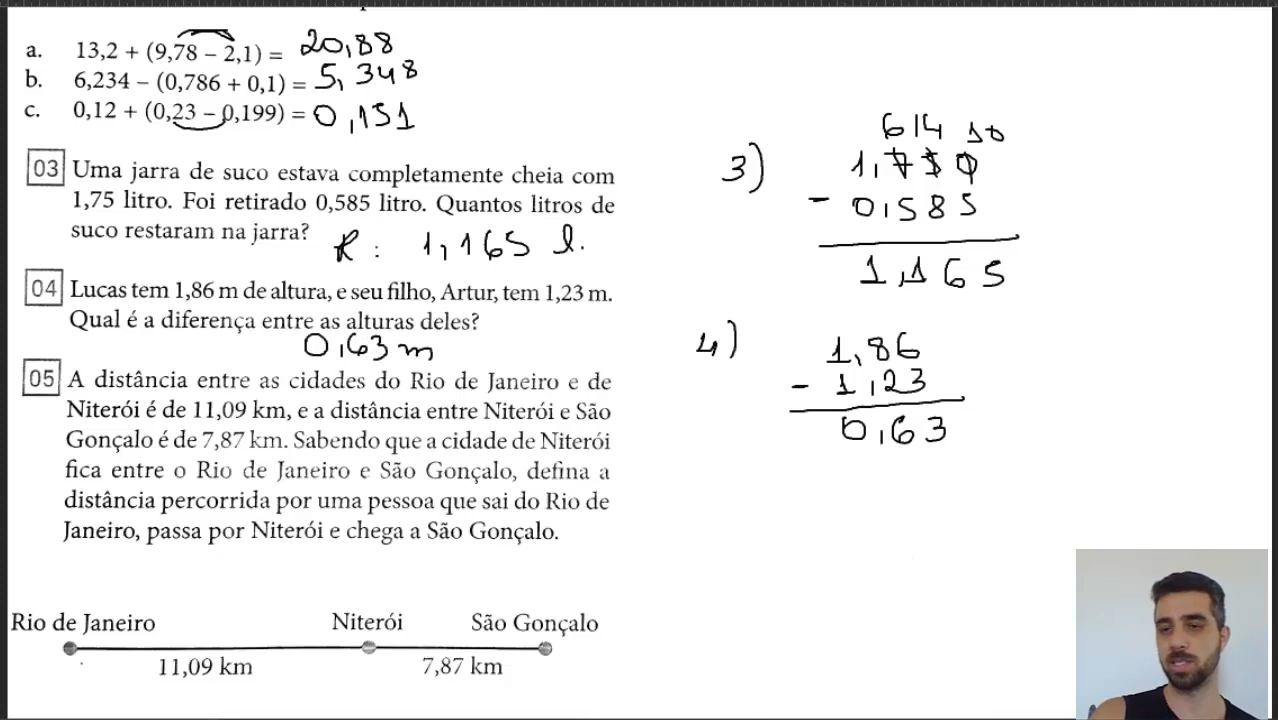 a. 13,2 + (9,78 – 2,1) = 20,88
b. 6,234 – (0,786 + 0,1) = 5,348
c. 0,12 + (0,23 – 0,199) = 0,151
03 Uma jarra de suco estava completamente cheia com
1,75 litro. Foi retirado 0,585 litro. Quantos litros de
suco restaram na jarra? R: 1,165 l.
04 Lucas tem 1,86 m de altura, e seu filho, Artur, tem 1,23 m.
Qual é a diferença entre as alturas deles?
0,63 m
05 A distância entre as cidades do Rio de Janeiro e de
Niterói é de 11,09 km, e a distância entre Niterói e São
Gonçalo é de 7,87 km. Sabendo que a cidade de Niterói
fica entre o Rio de Janeiro e São Gonçalo, defina a
distância percorrida por uma pessoa que sai do Rio de
Janeiro, passa por Niterói e chega a São Gonçalo.
Rio de Janeiro Niterói São Gonçalo
11,09 km 7,87 km
6 14 10
3) 1,750
- 0,585
1,165
4) 1,86
- 1,23
0,63